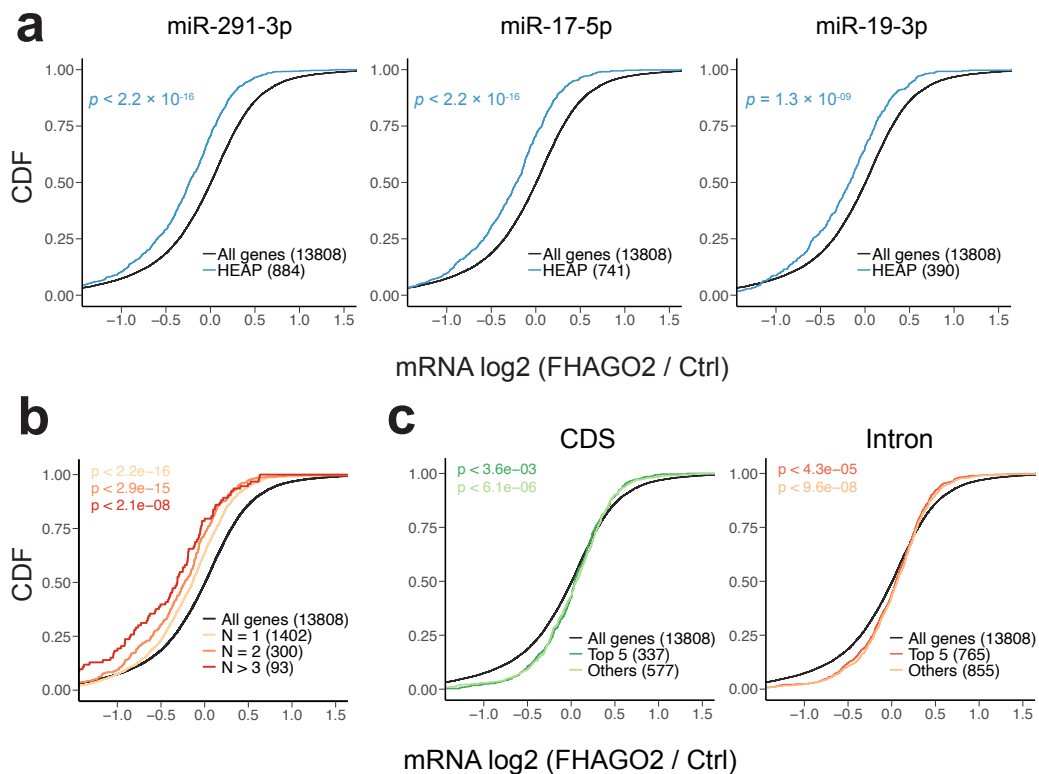 a
miR-291-3p
miR-17-5p
miR-19-3p
CDF
1.00
0.75
0.50
0.25
0.00
p < 2.2 × 10-16
All genes (13808)
HEAP (884)
−1.0 −0.5 0.0 0.5 1.0 1.5
1.00
0.75
0.50
0.25
0.00
p < 2.2 × 10-16
All genes (13808)
HEAP (741)
−1.0 −0.5 0.0 0.5 1.0 1.5
1.00
0.75
0.50
0.25
0.00
p = 1.3 × 10-09
All genes (13808)
HEAP (390)
−1.0 −0.5 0.0 0.5 1.0 1.5
mRNA log2 (FHAGO2 / Ctrl)
b
CDF
1.00
0.75
0.50
0.25
0.00
p < 2.2e−16
p < 2.9e−15
p < 2.1e−08
All genes (13808)
N = 1 (1402)
N = 2 (300)
N > 3 (93)
−1.0 −0.5 0.0 0.5 1.0 1.5
c
CDS
1.00
0.75
0.50
0.25
0.00
p < 3.6e−03
p < 6.1e−06
All genes (13808)
Top 5 (337)
Others (577)
−1.0 −0.5 0.0 0.5 1.0 1.5
Intron
1.00
0.75
0.50
0.25
0.00
p < 4.3e−05
p < 9.6e−08
All genes (13808)
Top 5 (765)
Others (855)
−1.0 −0.5 0.0 0.5 1.0 1.5
mRNA log2 (FHAGO2 / Ctrl)